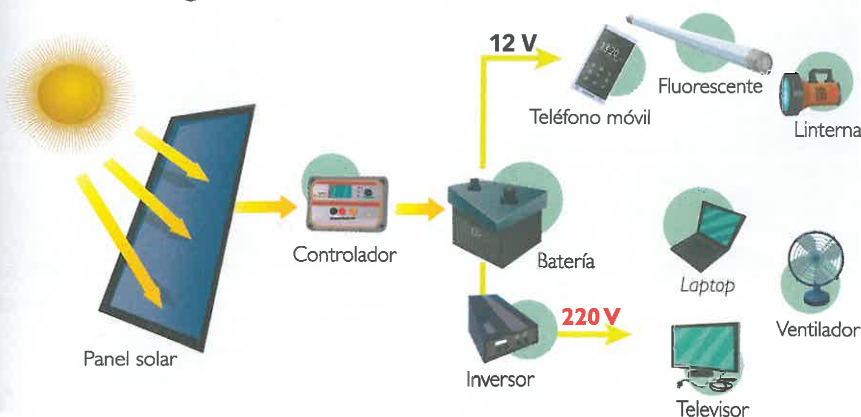 12 V
Teléfono móvil
Fluorescente
Linterna
Controlador
Batería
Laptop
Ventilador
Panel solar
Inversor
220 V
Televisor